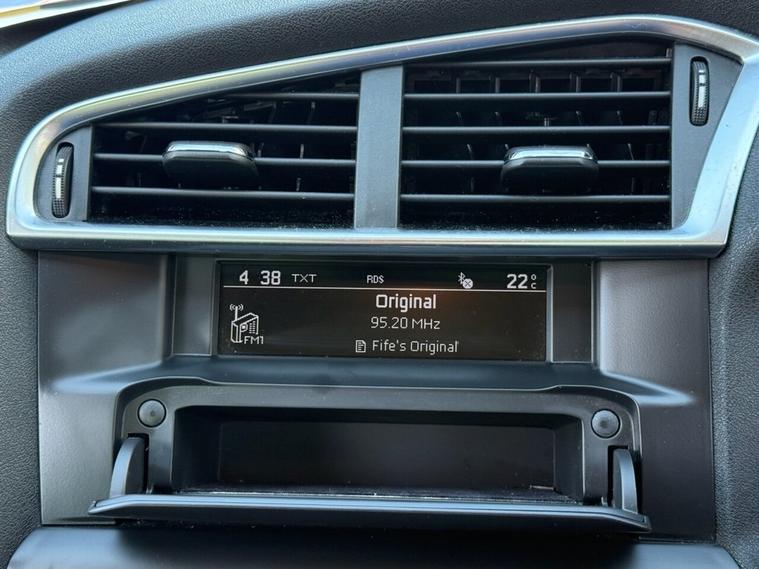 4 38 TXT RDS 22°C
Original
95.20 MHz
FM1
Fife's Original